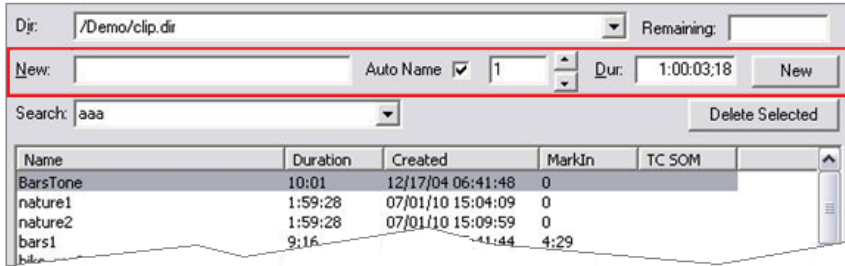 Dir: /Demo/clip.dir Remaining:
New: Auto Name 1 Dur: 1:00:03;18 New
Search: aaa Delete Selected
Name Duration Created MarkIn TC SOM
BarsTone 10:01 12/17/04 06:41:48 0
nature1 1:59:28 07/01/10 15:04:09 0
nature2 1:59:28 07/01/10 15:09:59 0
bars1 9:16 41:44 4:29